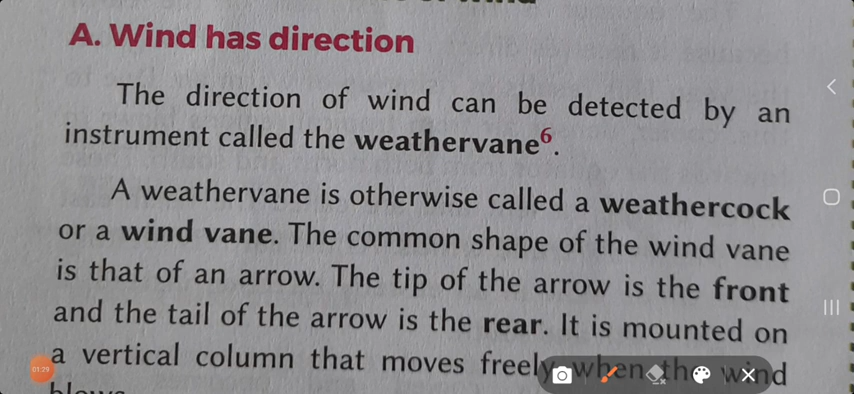 A. Wind has direction
The direction of wind can be detected by an
instrument called the weathervane6.
A weathervane is otherwise called a weathercock
or a wind vane. The common shape of the wind vane
is that of an arrow. The tip of the arrow is the front
and the tail of the arrow is the rear. It is mounted on
a vertical column that moves freely when the wind
01:29